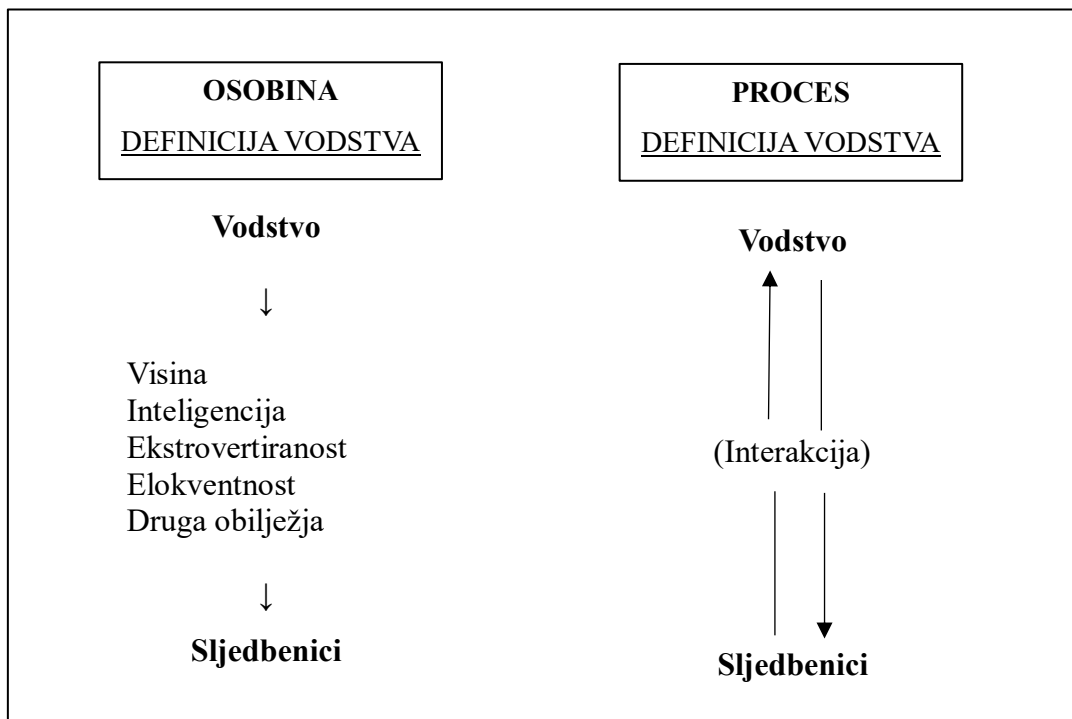 OSOBINA
DEFINICIJA VODSTVA
Vodstvo
↓
Visina
Inteligencija
Ekstrovertiranost
Elokventnost
Druga obilježja
↓
Sljedbenici
PROCES
DEFINICIJA VODSTVA
Vodstvo
(Interakcija)
Sljedbenici